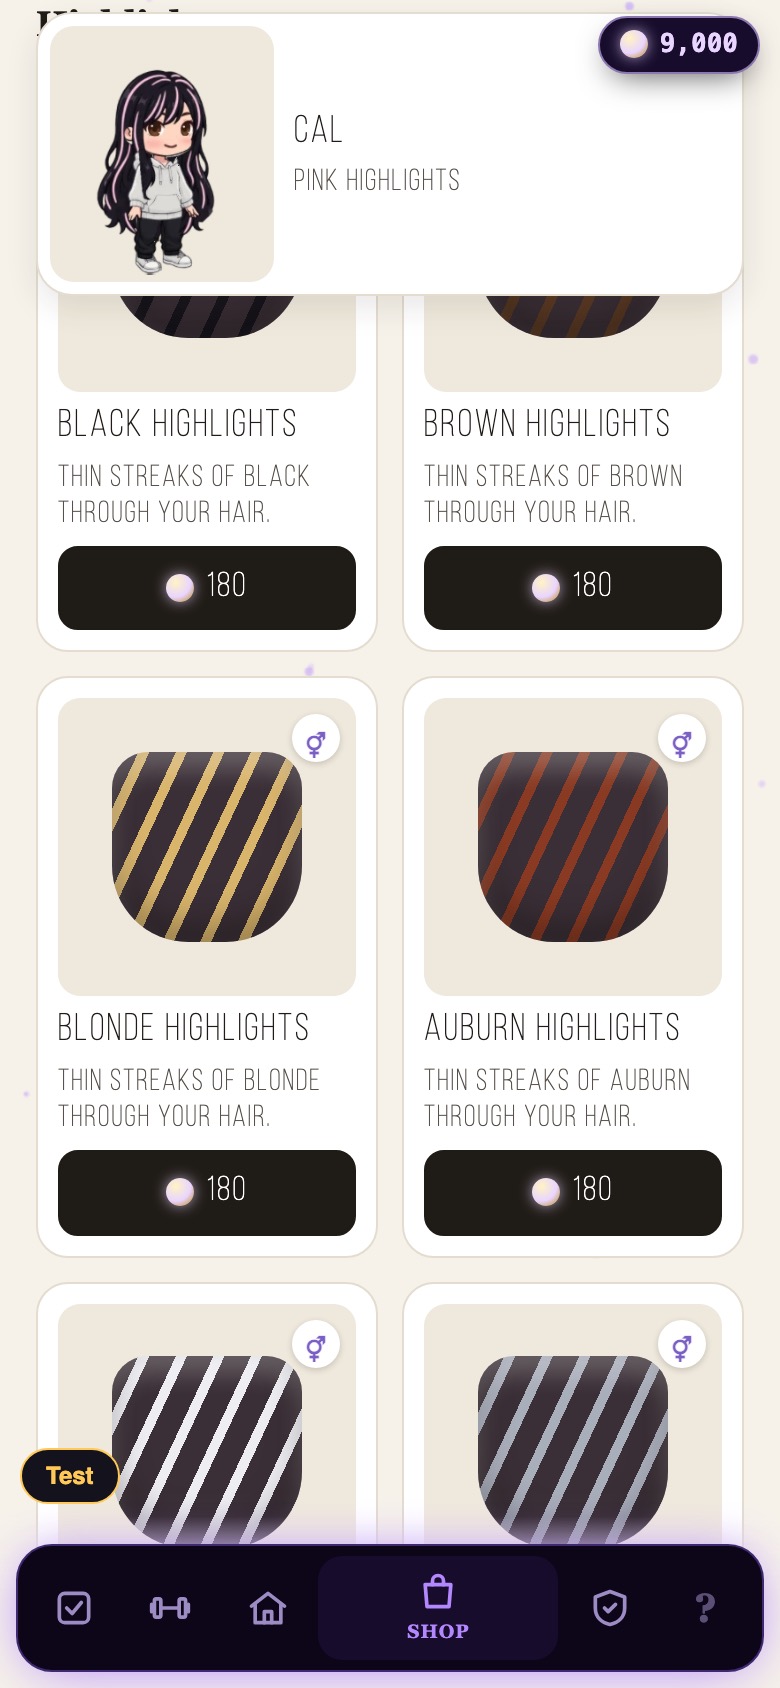 9,000
CAL
PINK HIGHLIGHTS
BLACK HIGHLIGHTS
THIN STREAKS OF BLACK
THROUGH YOUR HAIR.
180
BROWN HIGHLIGHTS
THIN STREAKS OF BROWN
THROUGH YOUR HAIR.
180
BLONDE HIGHLIGHTS
THIN STREAKS OF BLONDE
THROUGH YOUR HAIR.
180
AUBURN HIGHLIGHTS
THIN STREAKS OF AUBURN
THROUGH YOUR HAIR.
180
Test
SHOP
?